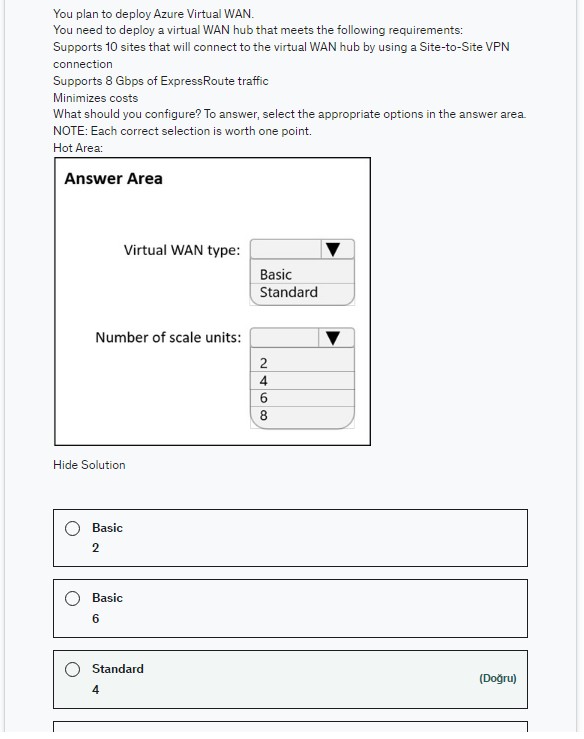 You plan to deploy Azure Virtual WAN.
You need to deploy a virtual WAN hub that meets the following requirements:
Supports 10 sites that will connect to the virtual WAN hub by using a Site-to-Site VPN
connection
Supports 8 Gbps of ExpressRoute traffic
Minimizes costs
What should you configure? To answer, select the appropriate options in the answer area.
NOTE: Each correct selection is worth one point.
Hot Area:
Answer Area
Virtual WAN type:
Basic
Standard
Number of scale units:
2
4
6
8
Hide Solution
Basic
2
Basic
6
Standard
4
(Doğru)